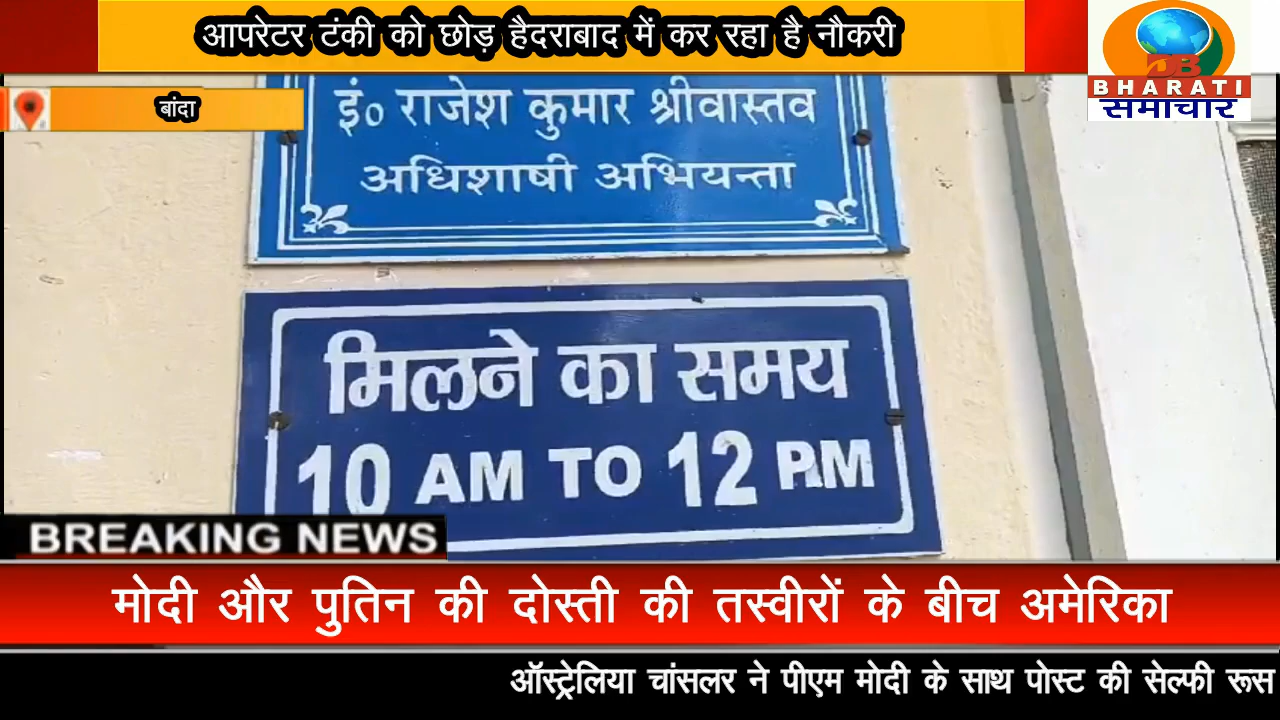 आपरेटर टंकी को छोड़ हैदराबाद में कर रहा है नौकरी
BHARATI
समाचार
बांदा
इं० राजेश कुमार श्रीवास्तव
अधिशाषी अभियन्ता
मिलने का समय
10 AM TO 12 PM
BREAKING NEWS
मोदी और पुतिन की दोस्ती की तस्वीरों के बीच अमेरिका
ऑस्ट्रेलिया चांसलर ने पीएम मोदी के साथ पोस्ट की सेल्फी रूस